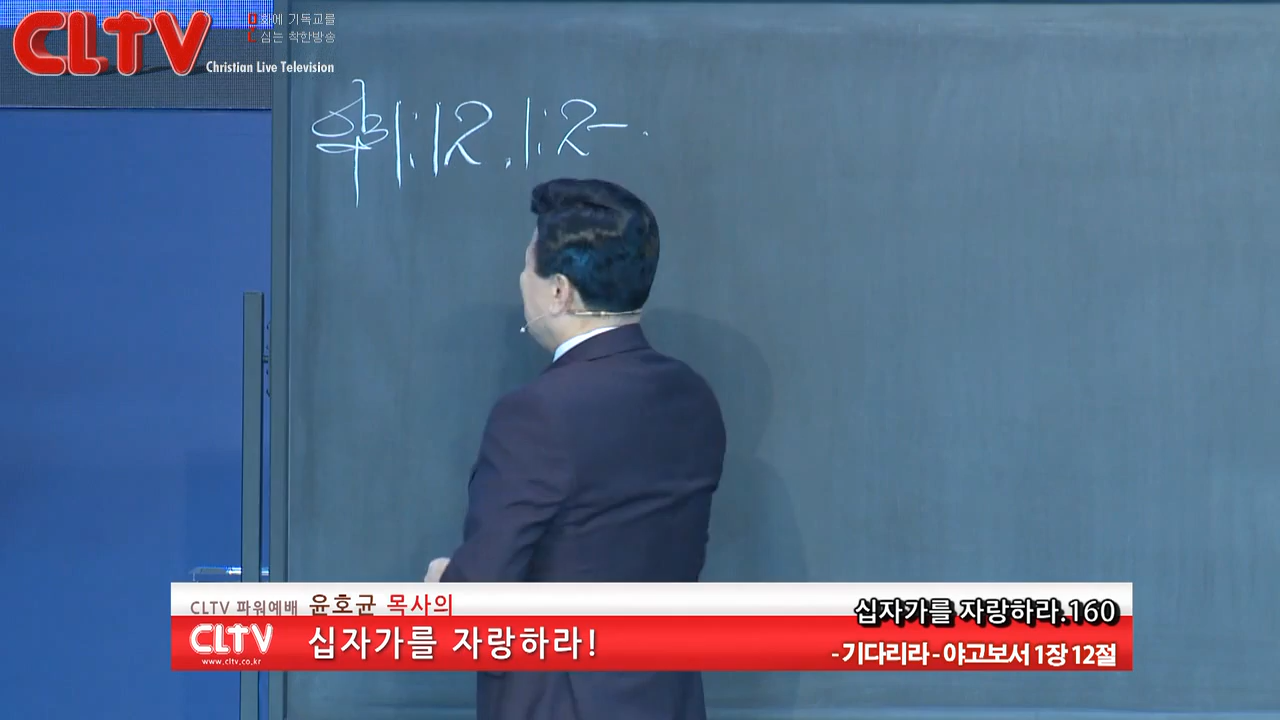 CLTV
문화에 기독교를
심는 착한방송
Christian Live Television
약1:12, 1:2-
CLTV 파워예배 윤호균 목사의
십자가를 자랑하라.160
CLTV
www.cltv.co.kr
십자가를 자랑하라!
- 기다리라 - 야고보서 1장 12절